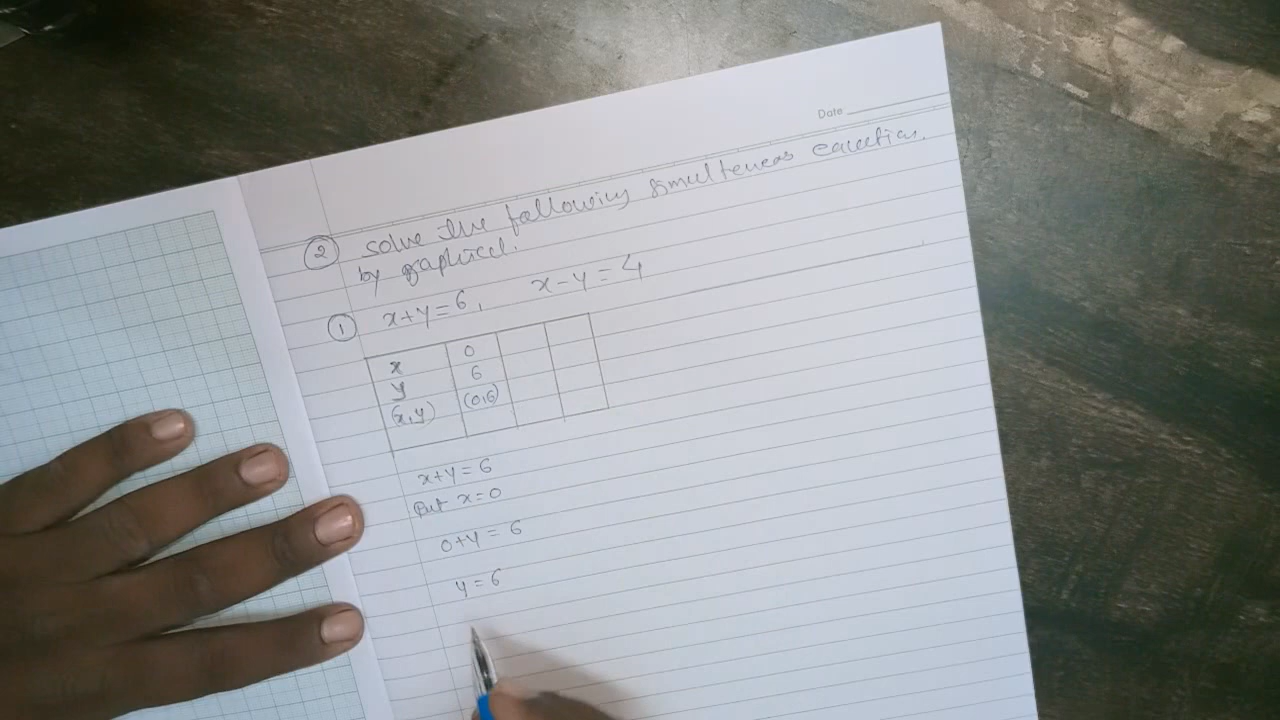 Date
② Solve the following simulteneas equation
by graphical.
① x+y=6, x-y=4
x 0
y 6
(x,y) (0,6)
x+y=6
Put x=0
0+y=6
y=6